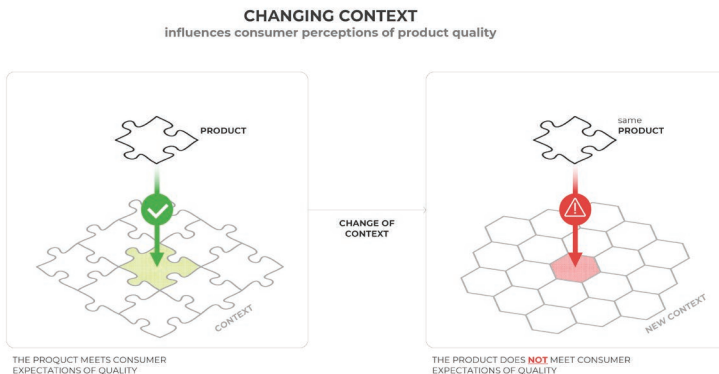 CHANGING CONTEXT
influences consumer perceptions of product quality
PRODUCT
CONTEXT
THE PROQUCT MEETS CONSUMER
EXPECTATIONS OF QUALITY
CHANGE OF
CONTEXT
same
PRODUCT
NEW CONTEXT
THE PRODUCT DOES NOT MEET CONSUMER
EXPECTATIONS OF QUALITY